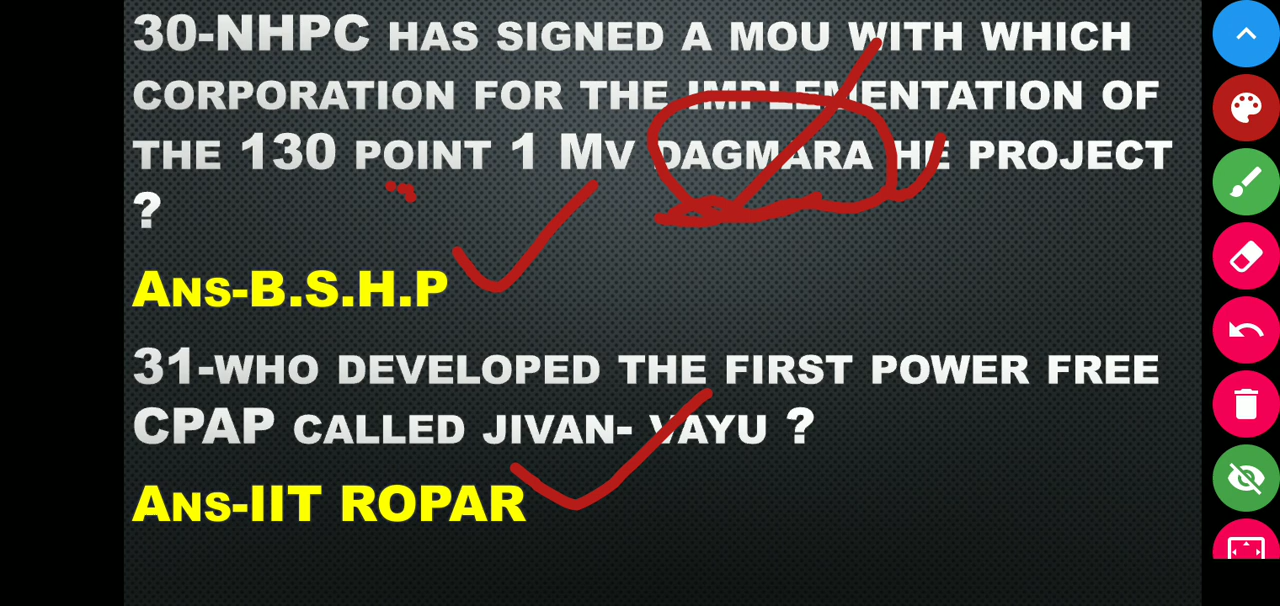 30-NHPC HAS SIGNED A MOU WITH WHICH
CORPORATION FOR THE IMPLEMENTATION OF
THE 130 POINT 1 MV DAGMARA HE PROJECT
?
ANS-B.S.H.P
31-WHO DEVELOPED THE FIRST POWER FREE
CPAP CALLED JIVAN- VAYU ?
ANS-IIT ROPAR